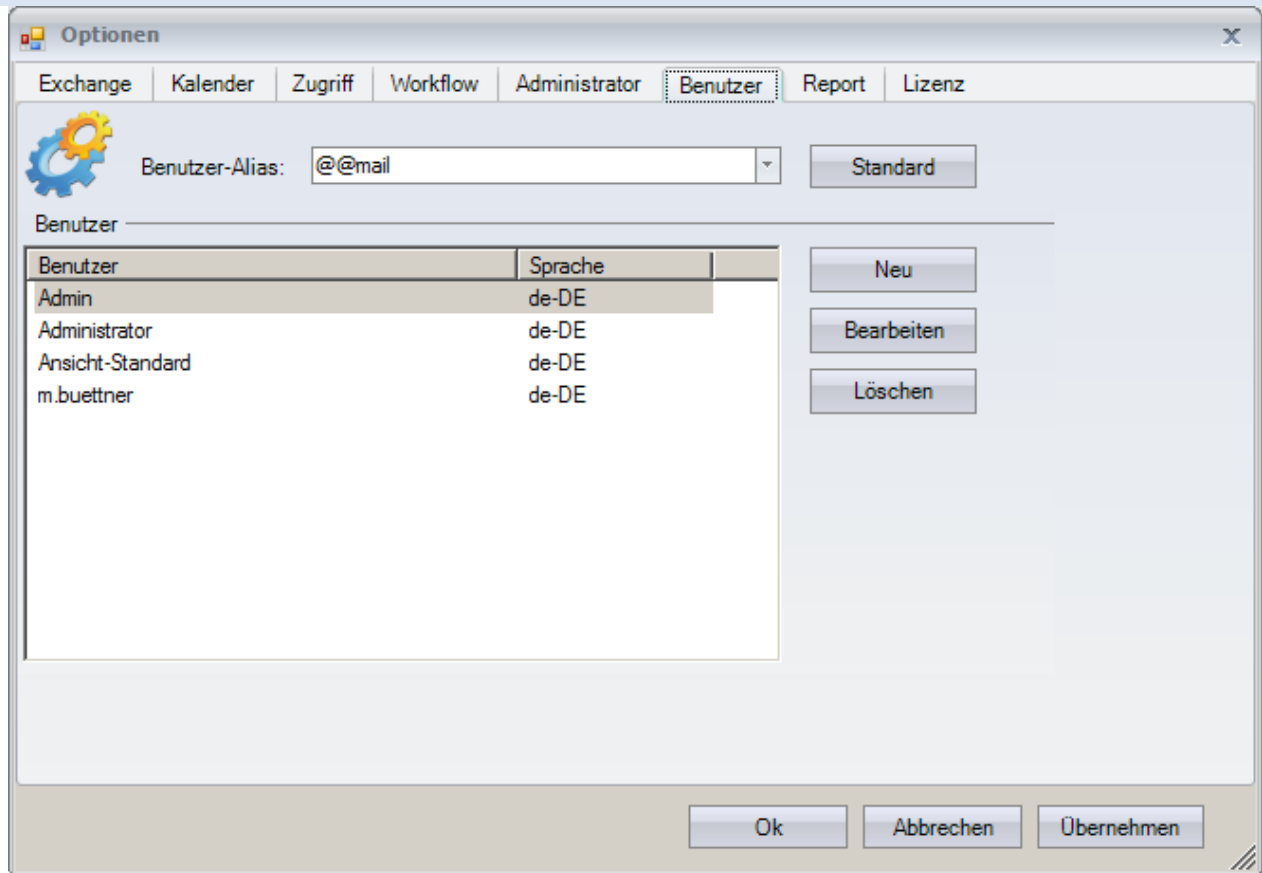 Optionen
Exchange Kalender Zugriff Workflow Administrator Benutzer Report Lizenz
Benutzer-Alias: @@mail Standard
Benutzer
Benutzer Sprache Neu
Admin de-DE
Administrator de-DE Bearbeiten
Ansicht-Standard de-DE
m.buettner de-DE Löschen
Ok Abbrechen Übernehmen